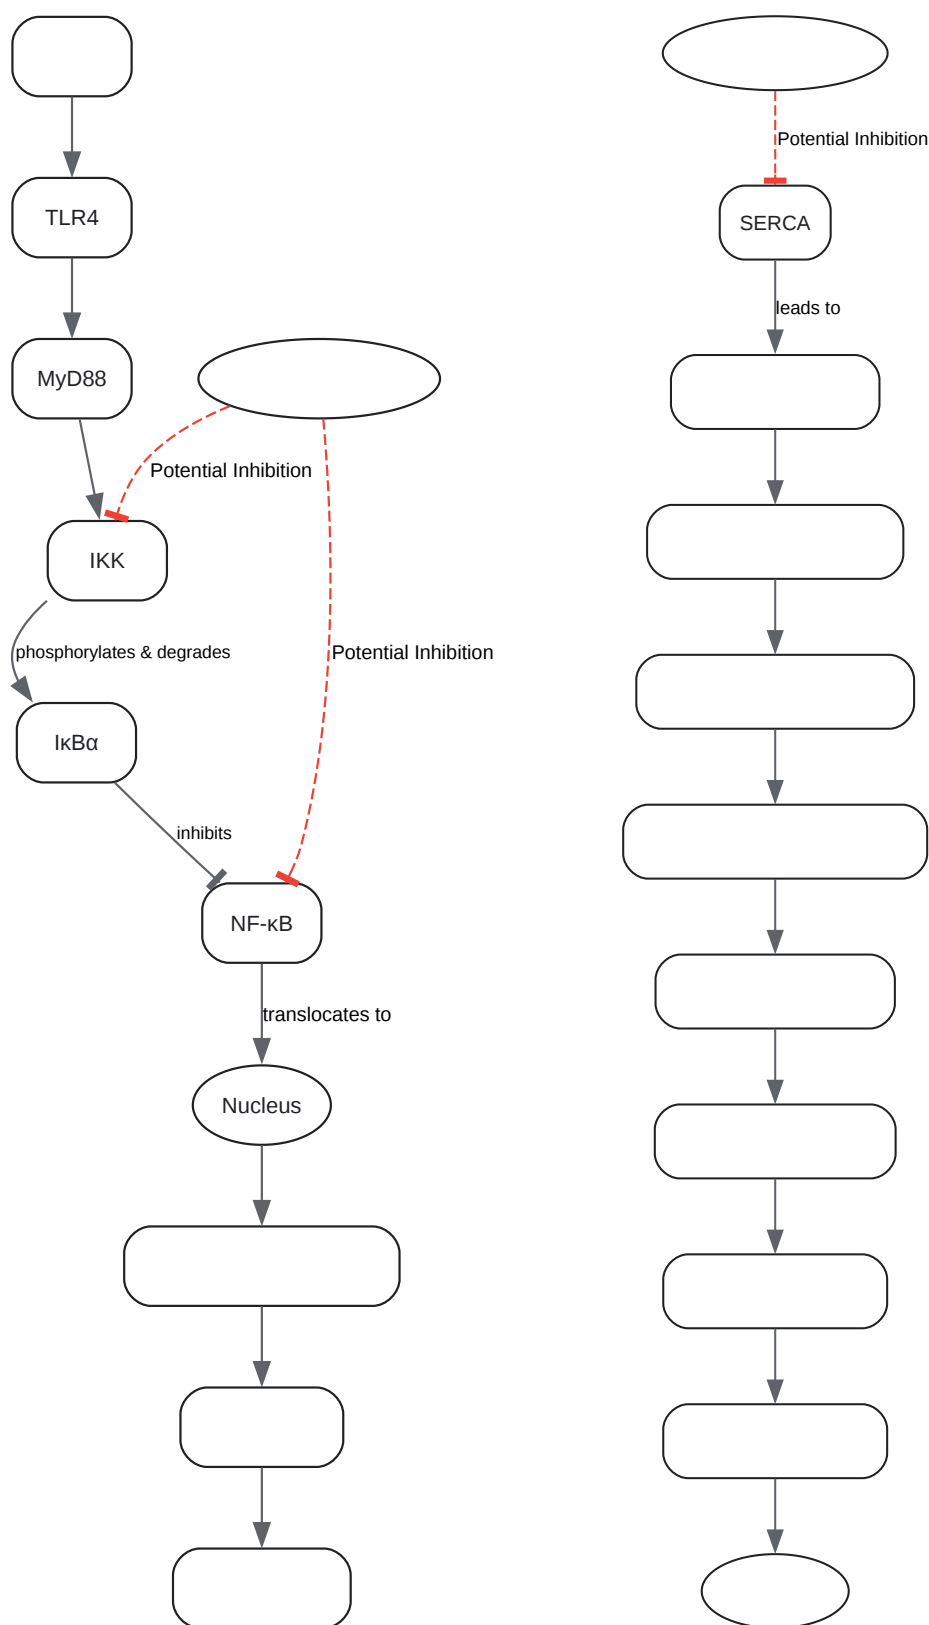 TLR4
MyD88
Potential Inhibition
IKK
phosphorylates & degrades
Potential Inhibition
IκBα
inhibits
NF-κB
translocates to
Nucleus
Potential Inhibition
SERCA
leads to